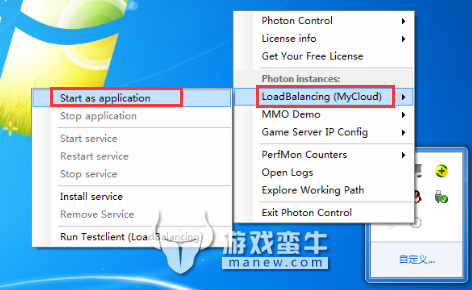 Photon Control
License info
Get Your Free License
Photon instances:
LoadBalancing (MyCloud)
MMO Demo
Game Server IP Config
PerfMon Counters
Open Logs
Explore Working Path
Exit Photon Control
Start as application
Stop application
Start service
Restart service
Stop service
Install service
Remove Service
Run Testclient (LoadBalancing)
游戏蛮牛
manew.com
自定义...